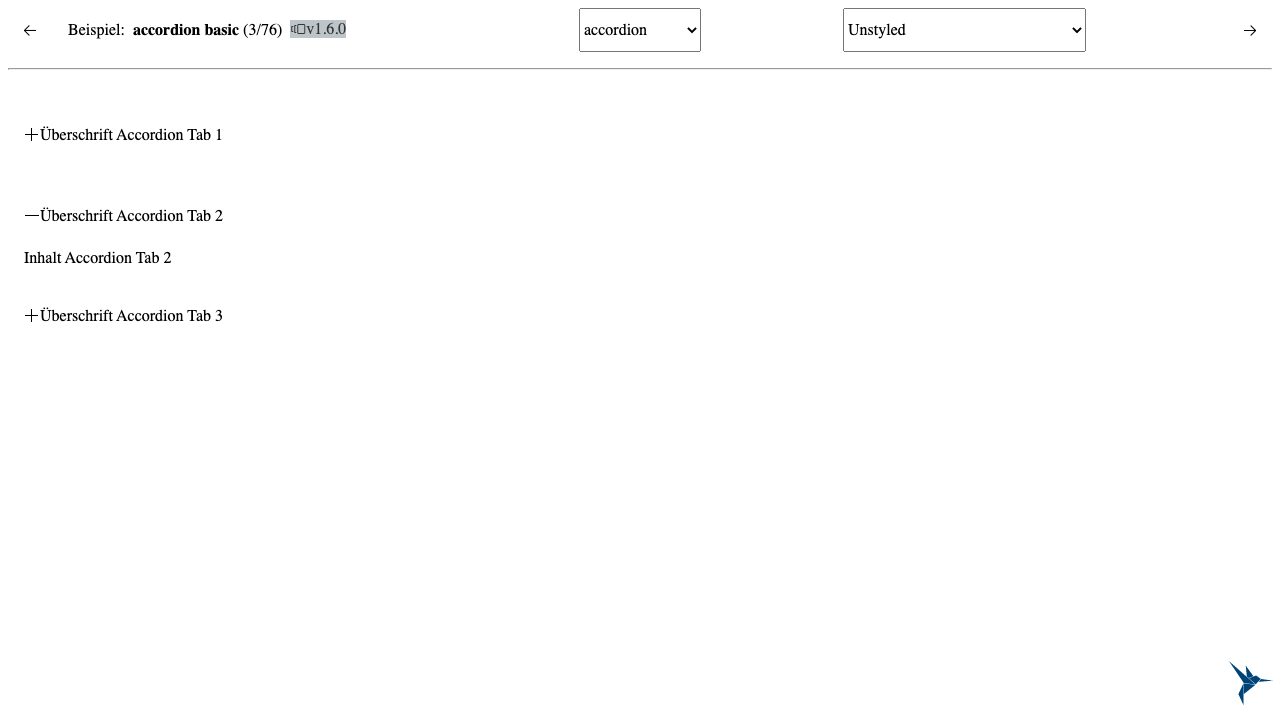 Beispiel: accordion basic (3/76) v1.6.0 accordion Unstyled
Überschrift Accordion Tab 1
Überschrift Accordion Tab 2
Inhalt Accordion Tab 2
Überschrift Accordion Tab 3